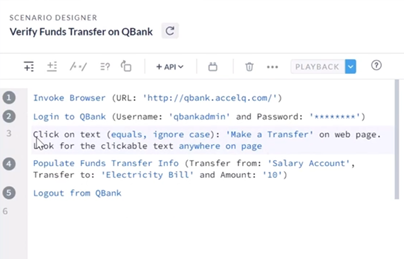 SCENARIO DESIGNER
Verify Funds Transfer on QBank
+ API
PLAYBACK
1 Invoke Browser (URL: 'http://qbank.accelq.com/')
2 Login to QBank (Username: 'qbankadmin' and Password: '********')
3 Click on text (equals, ignore case): 'Make a Transfer' on web page.
Look for the clickable text anywhere on page
4 Populate Funds Transfer Info (Transfer from: 'Salary Account',
Transfer to: 'Electricity Bill' and Amount: '10')
5 Logout from QBank
6